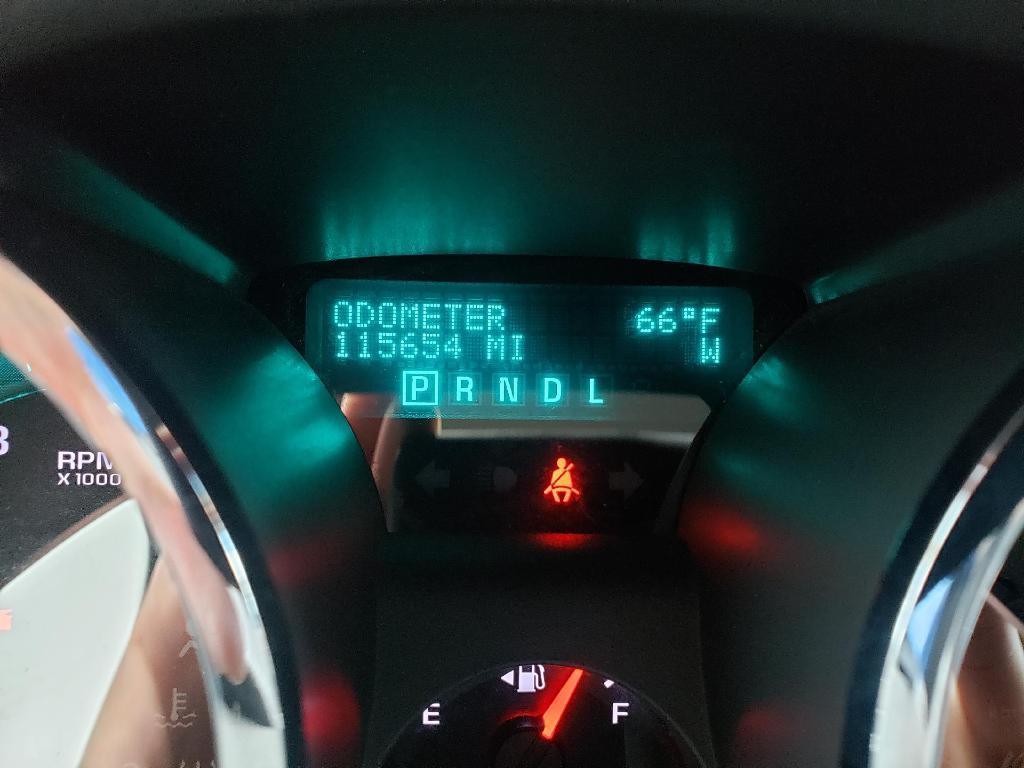 ODOMETER 66°F
115654 MI W
P R N D L
RPM
X1000
E F